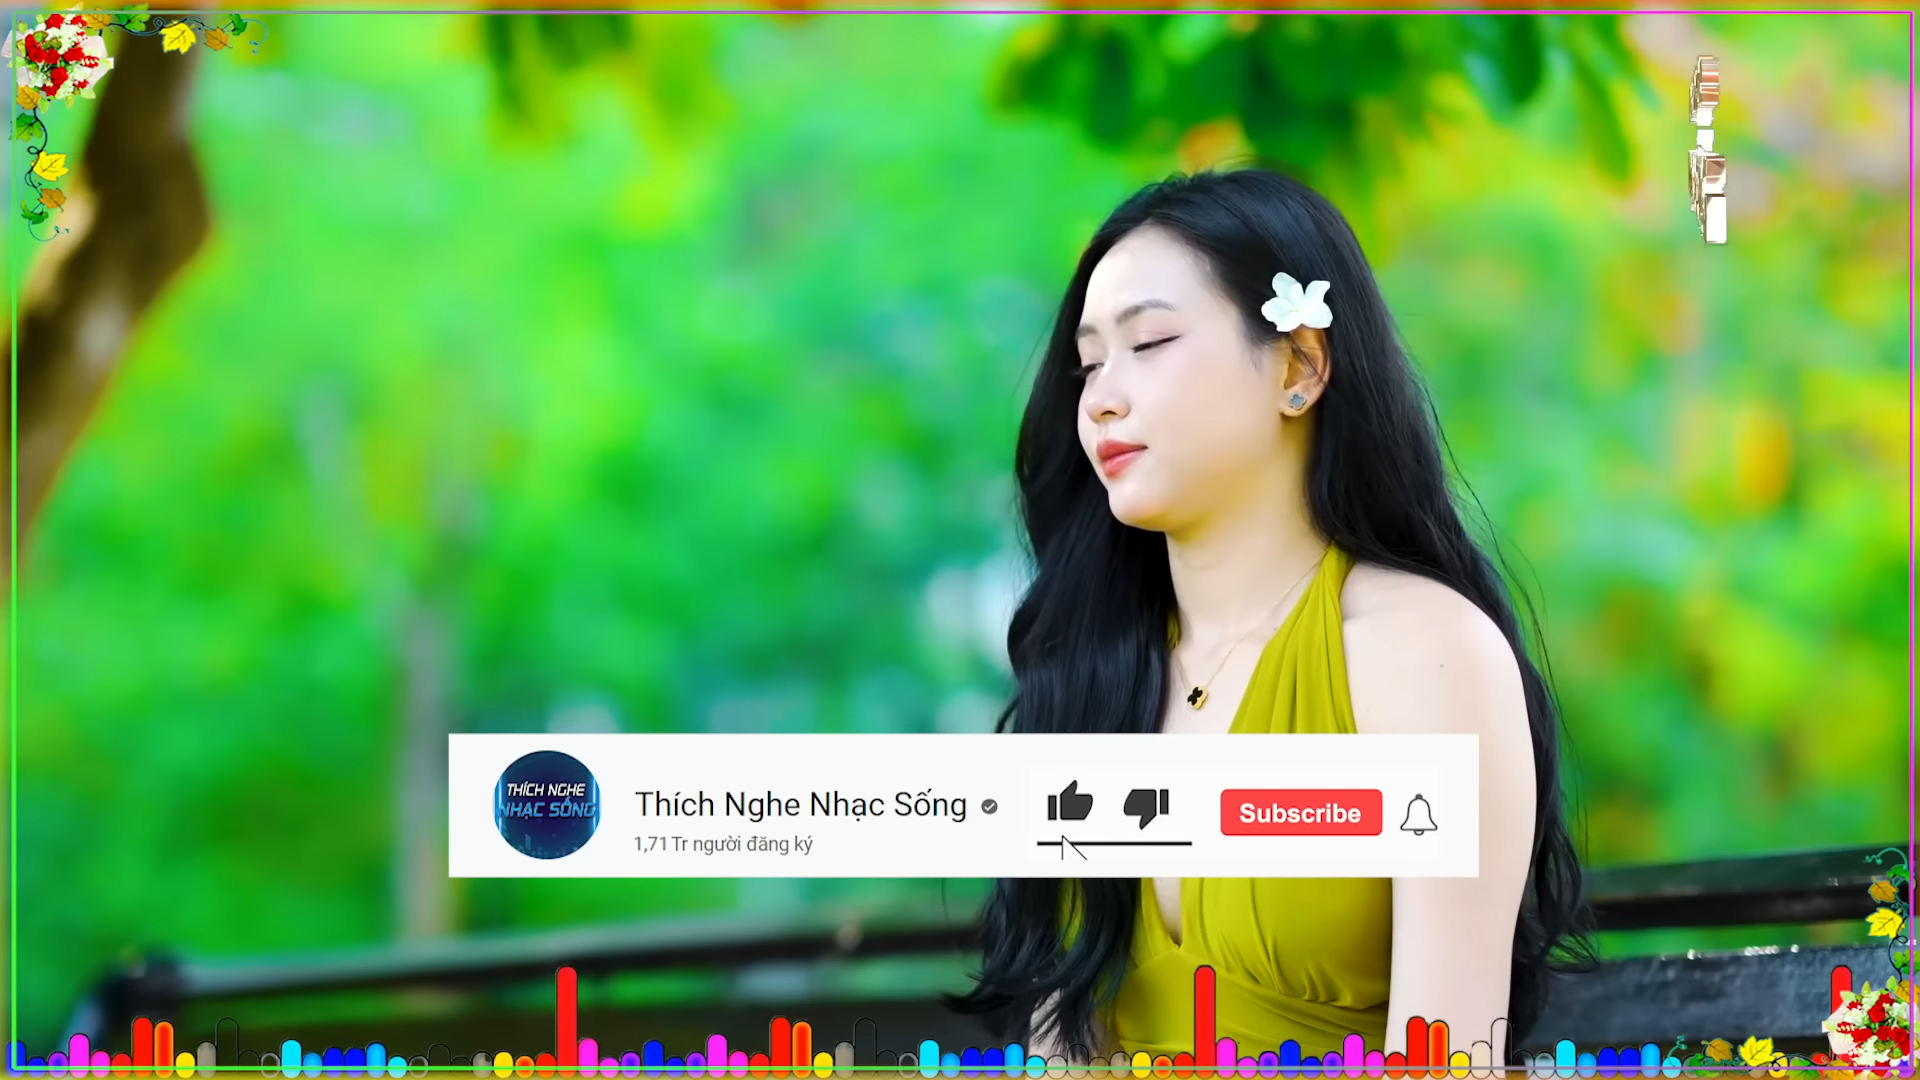 THÍCH NGHE
NHẠC SỐNG
Thích Nghe Nhạc Sống
1,71 Tr người đăng ký
Subscribe